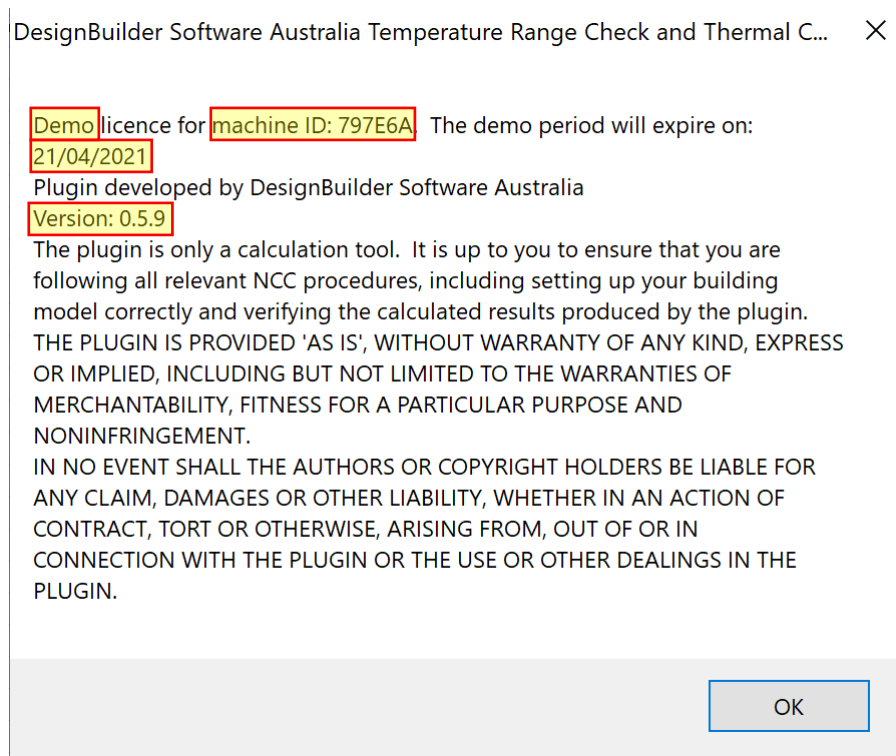 DesignBuilder Software Australia Temperature Range Check and Thermal C...
Demo licence for machine ID: 797E6A. The demo period will expire on:
21/04/2021
Plugin developed by DesignBuilder Software Australia
Version: 0.5.9
The plugin is only a calculation tool. It is up to you to ensure that you are
following all relevant NCC procedures, including setting up your building
model correctly and verifying the calculated results produced by the plugin.
THE PLUGIN IS PROVIDED 'AS IS', WITHOUT WARRANTY OF ANY KIND, EXPRESS
OR IMPLIED, INCLUDING BUT NOT LIMITED TO THE WARRANTIES OF
MERCHANTABILITY, FITNESS FOR A PARTICULAR PURPOSE AND
NONINFRINGEMENT.
IN NO EVENT SHALL THE AUTHORS OR COPYRIGHT HOLDERS BE LIABLE FOR
ANY CLAIM, DAMAGES OR OTHER LIABILITY, WHETHER IN AN ACTION OF
CONTRACT, TORT OR OTHERWISE, ARISING FROM, OUT OF OR IN
CONNECTION WITH THE PLUGIN OR THE USE OR OTHER DEALINGS IN THE
PLUGIN.
OK